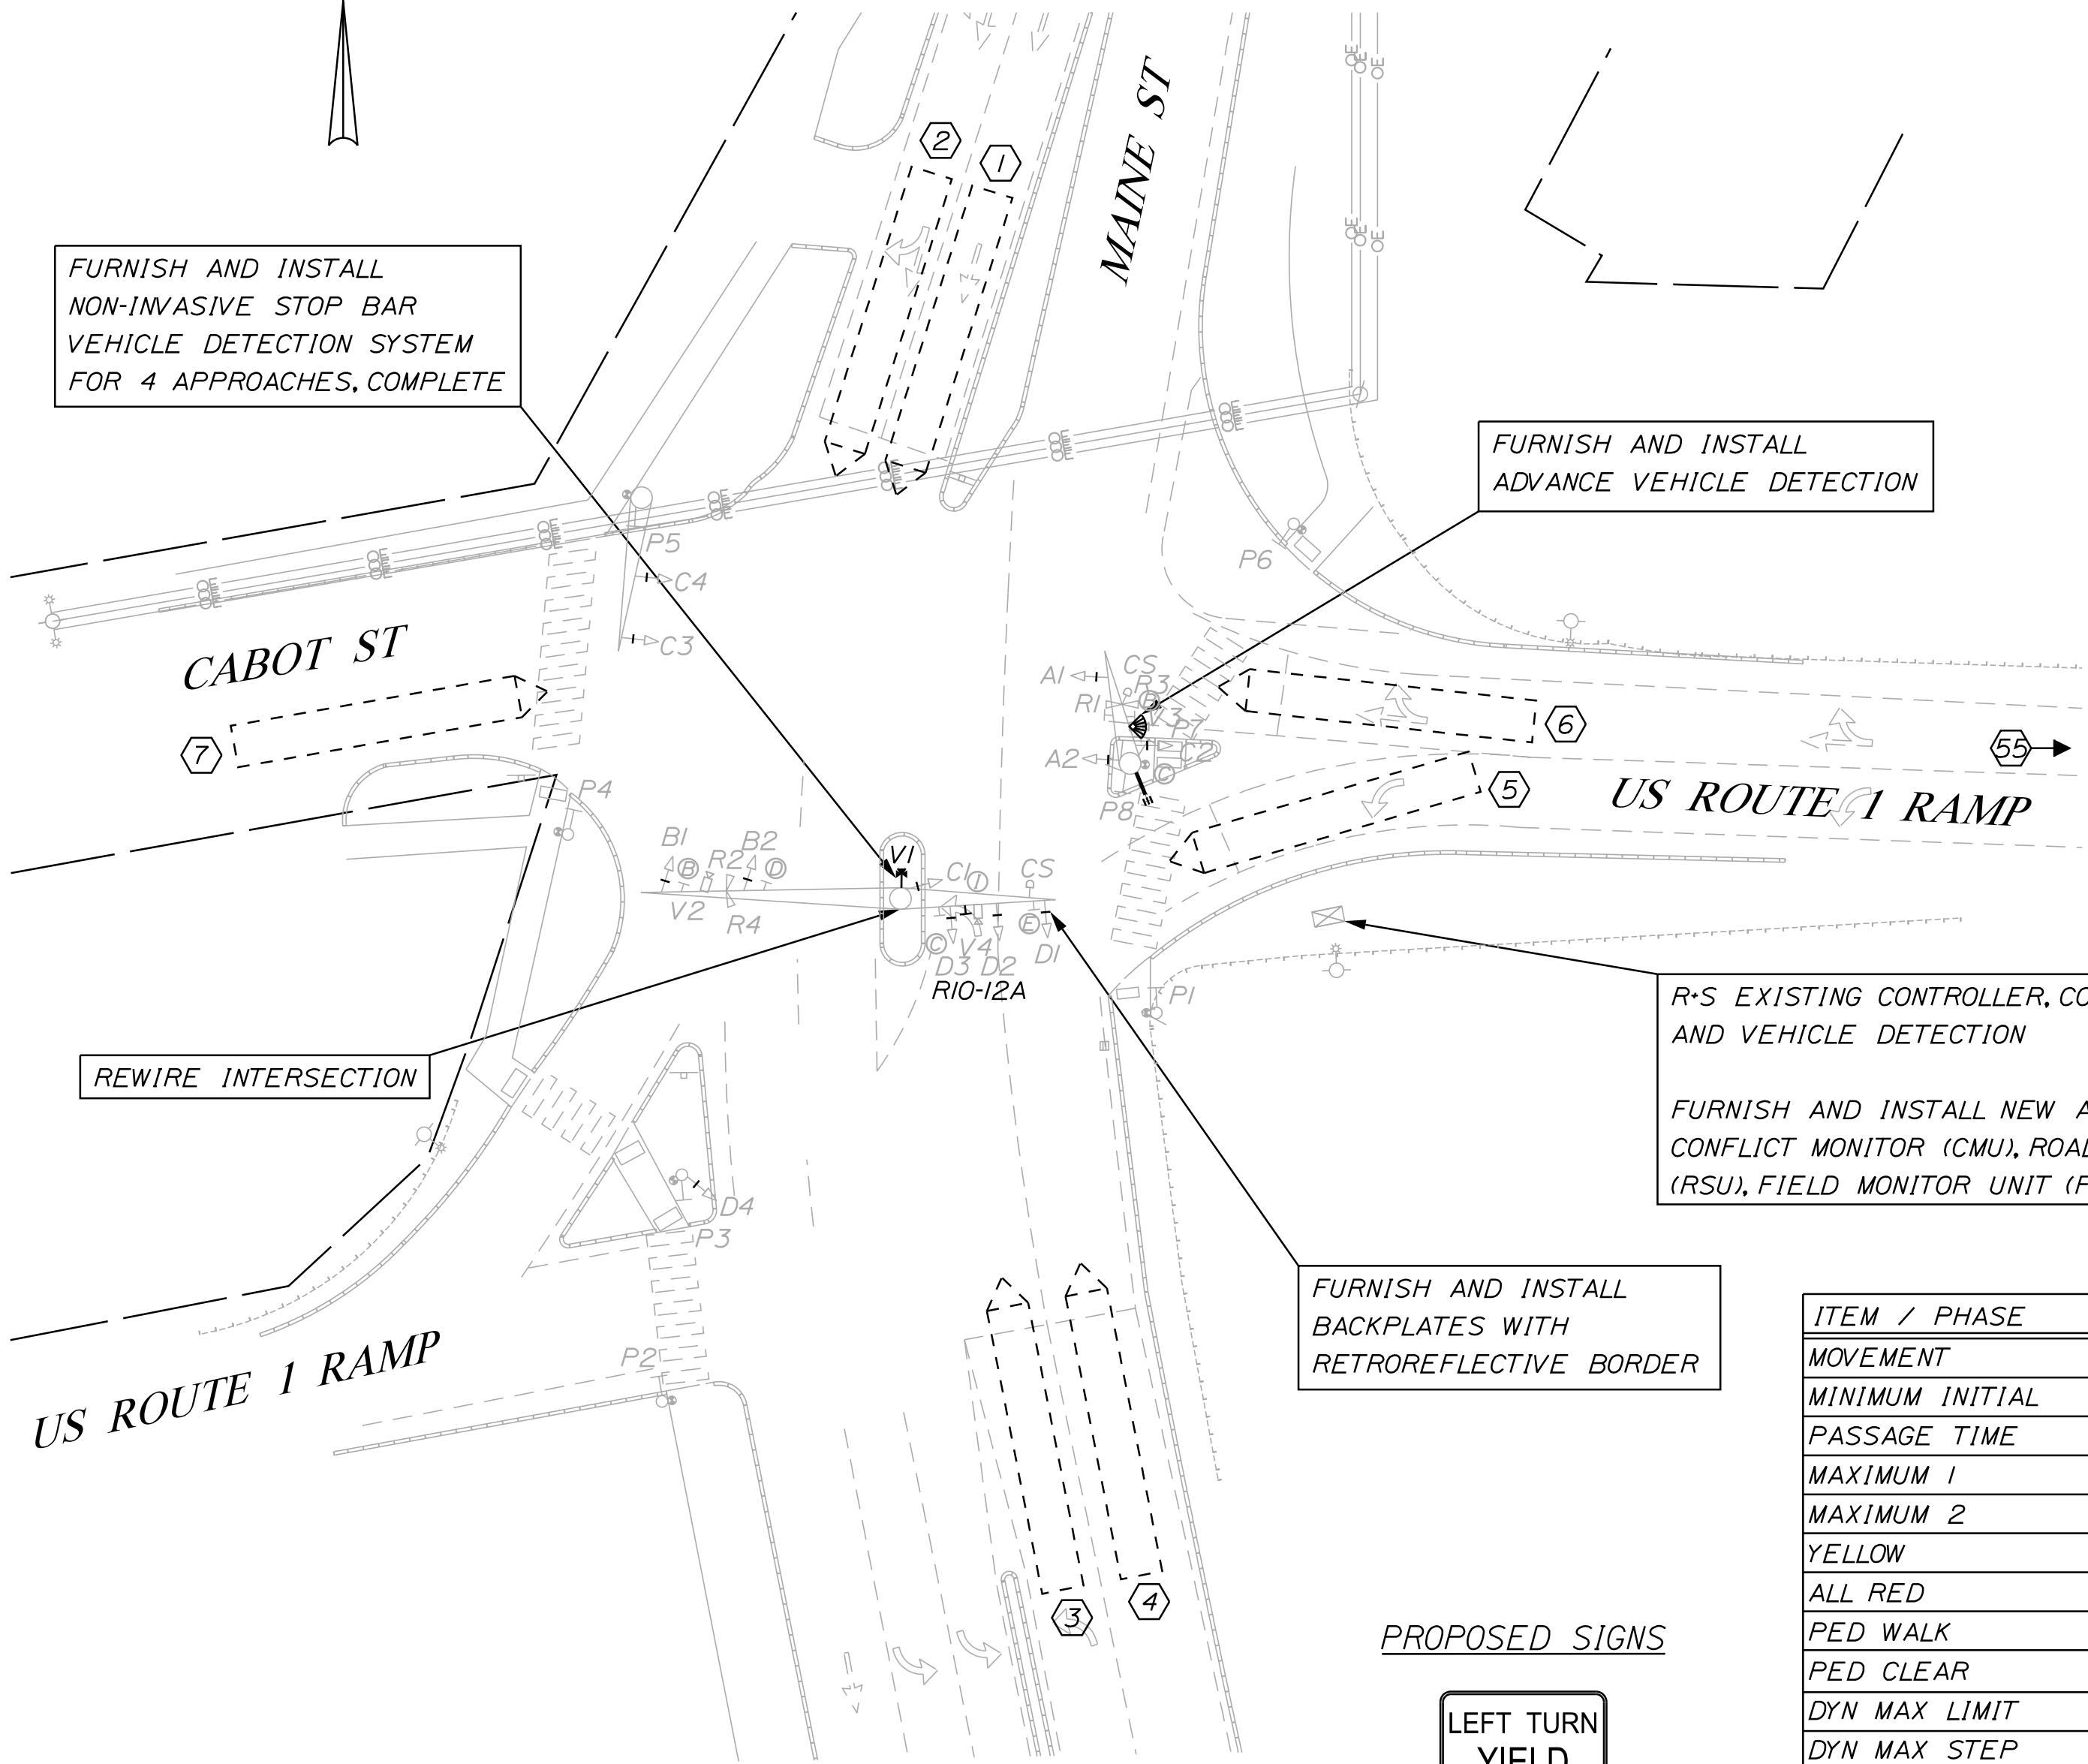 2
1
MAINE ST
FURNISH AND INSTALL
NON-INVASIVE STOP BAR
VEHICLE DETECTION SYSTEM
FOR 4 APPROACHES, COMPLETE
FURNISH AND INSTALL
ADVANCE VEHICLE DETECTION
P5
C4
C3
P6
CABOT ST
7
A1
CS
R3
R1
V3
P7
C2
A2
C
P8
6
55
5
US ROUTE 1 RAMP
P4
B1
B
R2
B2
D
V2
R4
V1
C1
1
CS
E
C
V4
D1
D3 D2
R10-12A
P1
REWIRE INTERSECTION
R+S EXISTING CONTROLLER,
AND VEHICLE DETECTION
FURNISH AND INSTALL NEW
CONFLICT MONITOR (CMU),
(RSU), FIELD MONITOR UNIT
D4
P3
P2
US ROUTE 1 RAMP
FURNISH AND INSTALL
BACKPLATES WITH
RETROREFLECTIVE BORDER
3
4
ITEM / PHASE
MOVEMENT
MINIMUM INITIAL
PASSAGE TIME
MAXIMUM 1
MAXIMUM 2
YELLOW
ALL RED
PED WALK
PED CLEAR
DYN MAX LIMIT
DYN MAX STEP
PROPOSED SIGNS
LEFT TURN
YIELD